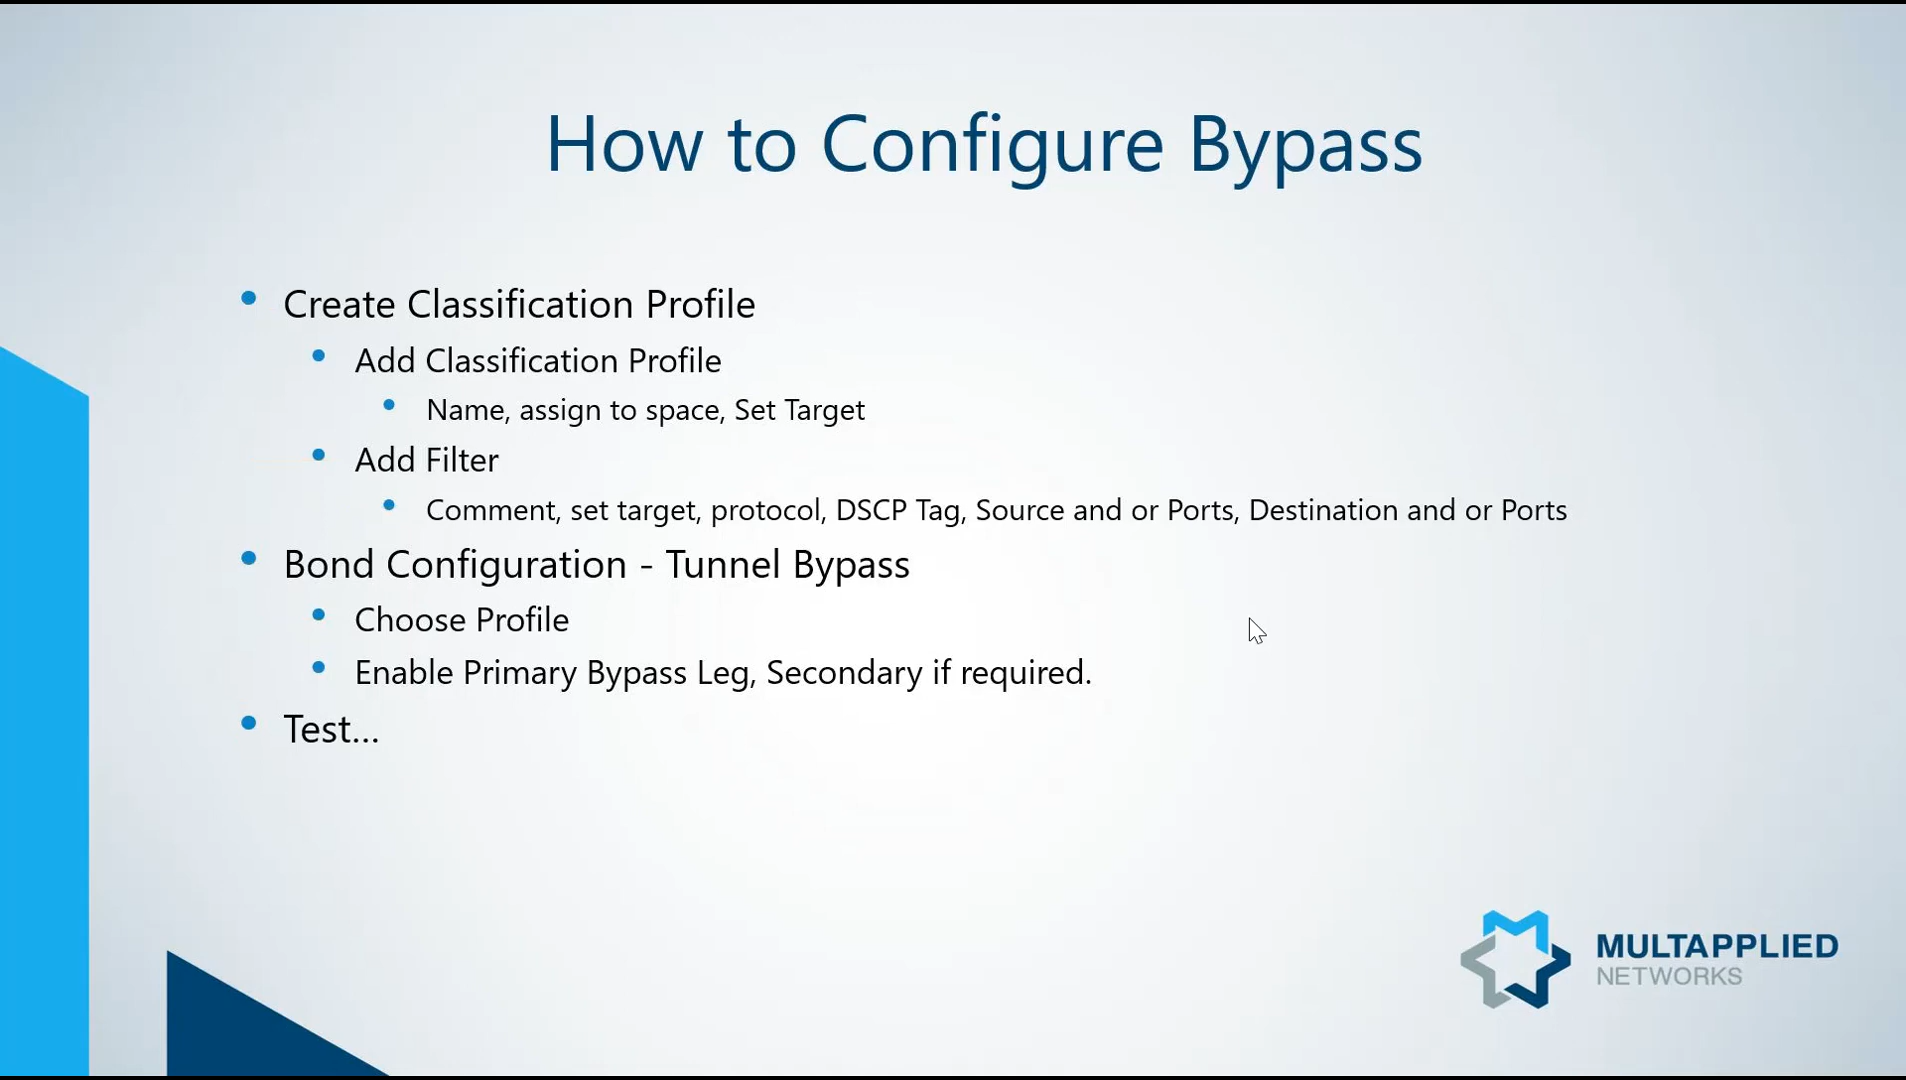 How to Configure Bypass
Create Classification Profile
Add Classification Profile
Name, assign to space, Set Target
Add Filter
Comment, set target, protocol, DSCP Tag, Source and or Ports, Destination and or Ports
Bond Configuration - Tunnel Bypass
Choose Profile
Enable Primary Bypass Leg, Secondary if required.
Test...
MULTAPPLIED
NETWORKS